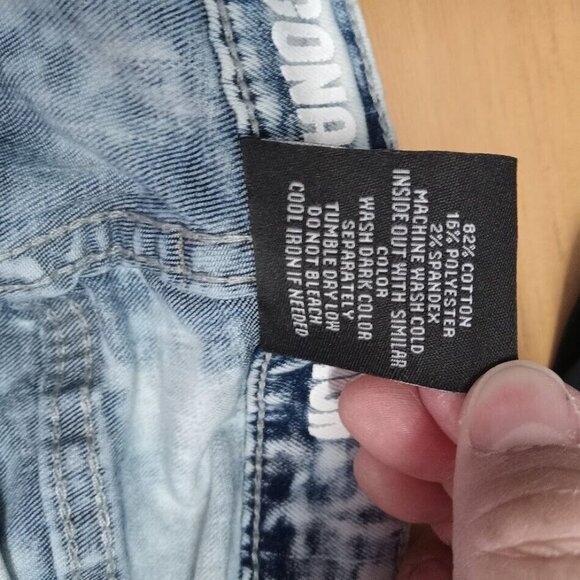 82% COTTON
16% POLYESTER
2% SPANDEX
MACHINE WASH COLD
INSIDE OUT WITH SIMILAR
COLOR
WASH DARK COLOR
SEPARATELY
TUMBLE DRY LOW
DO NOT BLEACH
COOL IRON IF NEEDED